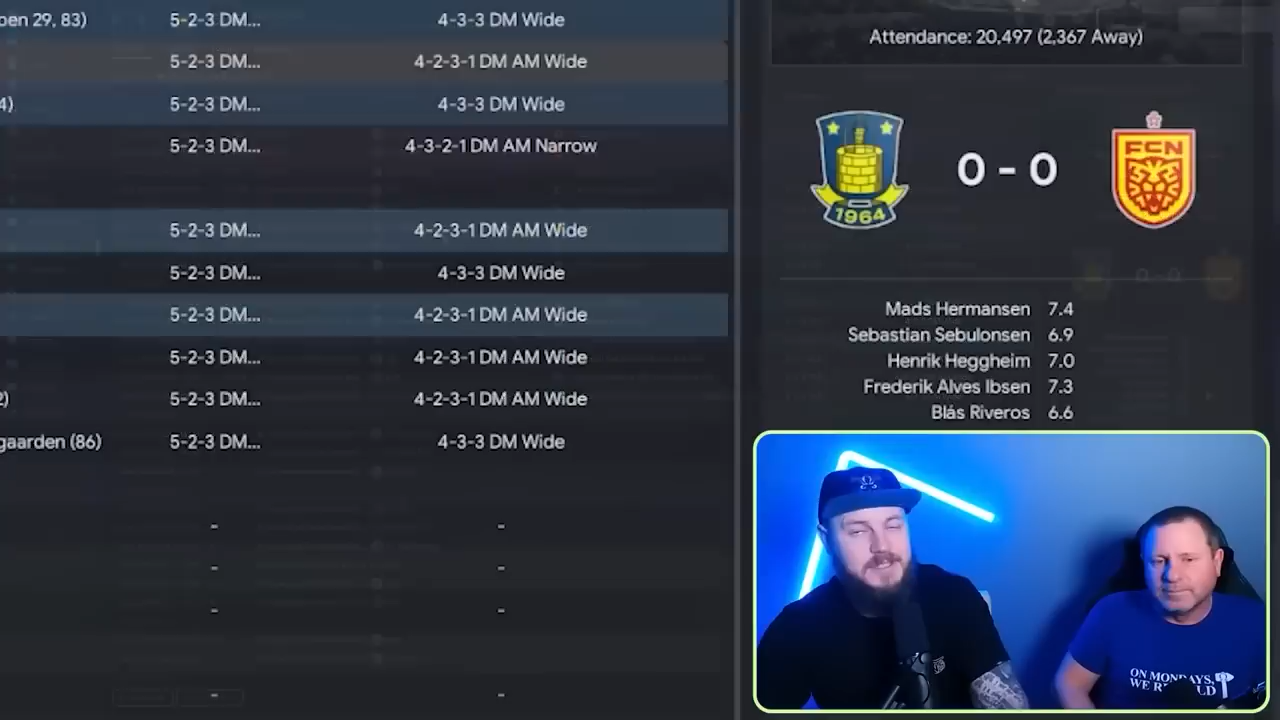 oen 29, 83) 5-2-3 DM... 4-3-3 DM Wide
5-2-3 DM... 4-2-3-1 DM AM Wide
4) 5-2-3 DM... 4-3-3 DM Wide
5-2-3 DM... 4-3-2-1 DM AM Narrow
5-2-3 DM... 4-2-3-1 DM AM Wide
5-2-3 DM... 4-3-3 DM Wide
5-2-3 DM... 4-2-3-1 DM AM Wide
5-2-3 DM... 4-2-3-1 DM AM Wide
2) 5-2-3 DM... 4-2-3-1 DM AM Wide
gaarden (86) 5-2-3 DM... 4-3-3 DM Wide
- -
- -
- -
- -
Attendance: 20,497 (2,367 Away)
1964
0 - 0
FCN
0 - 0
Mads Hermansen 7.4
Sebastian Sebulonsen 6.9
Henrik Heggheim 7.0
Frederik Alves Ibsen 7.3
Blás Riveros 6.6
ON MONDAYS,
WE